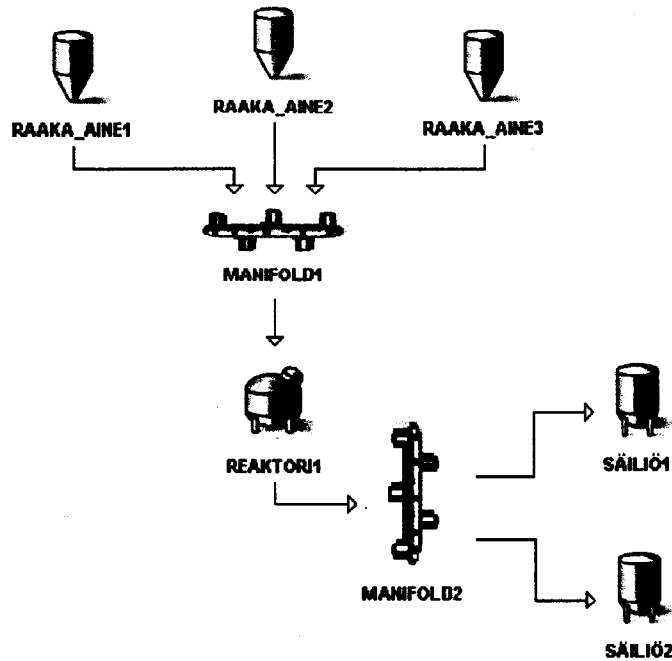 RAAKA_AINE1
RAAKA_AINE2
RAAKA_AINE3
MANIFOLD1
REAKTORI1
MANIFOLD2
SÄILIÖ1
SÄILIÖ2